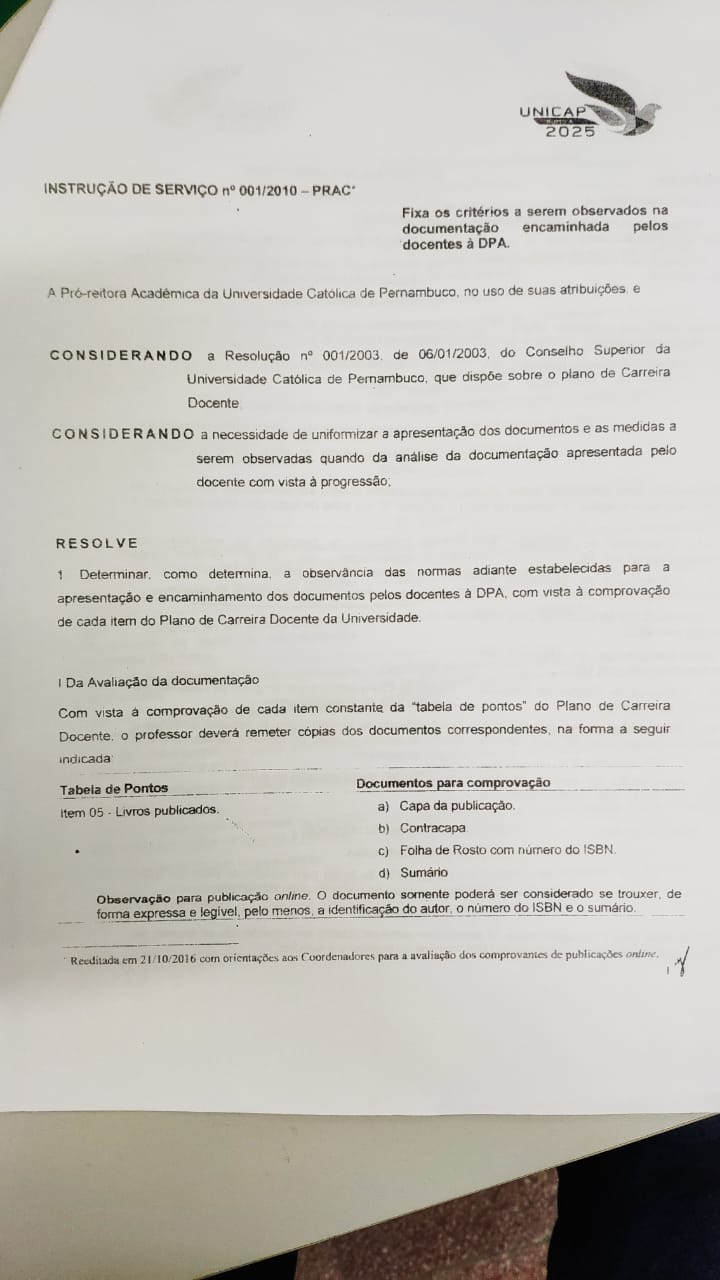 UNICAP
2025
INSTRUÇÃO DE SERVIÇO nº 001/2010 – PRAC*
Fixa os critérios a serem observados na
documentação encaminhada pelos
docentes à DPA.
A Pró-reitora Acadêmica da Universidade Católica de Pernambuco, no uso de suas atribuições, e
CONSIDERANDO a Resolução nº 001/2003, de 06/01/2003, do Conselho Superior da
Universidade Católica de Pernambuco, que dispõe sobre o plano de Carreira
Docente
CONSIDERANDO a necessidade de uniformizar a apresentação dos documentos e as medidas a
serem observadas quando da análise da documentação apresentada pelo
docente com vista à progressão;
RESOLVE
1 Determinar, como determina, a observância das normas adiante estabelecidas para a
apresentação e encaminhamento dos documentos pelos docentes à DPA, com vista à comprovação
de cada item do Plano de Carreira Docente da Universidade.
I Da Avaliação da documentação
Com vista à comprovação de cada item constante da "tabela de pontos" do Plano de Carreira
Docente, o professor deverá remeter cópias dos documentos correspondentes, na forma a seguir
indicada:
Tabela de Pontos Documentos para comprovação
Item 05 - Livros publicados. a) Capa da publicação.
b) Contracapa
c) Folha de Rosto com número do ISBN.
d) Sumário
Observação para publicação online. O documento somente poderá ser considerado se trouxer, de
forma expressa e legível, pelo menos, a identificação do autor, o número do ISBN e o sumário.
* Reeditada em 21/10/2016 com orientações aos Coordenadores para a avaliação dos comprovantes de publicações online.
1